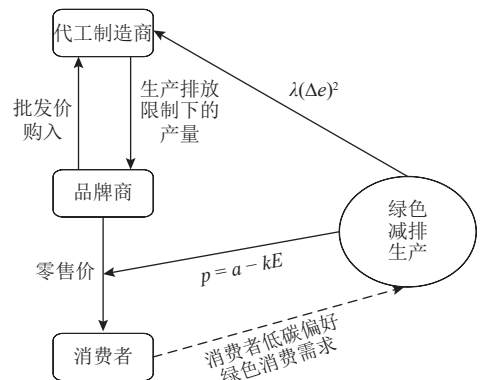 代工制造商
批发价
购入
生产排放
限制下的
产量
λ(Δe)²
品牌商
绿色
减排
生产
零售价
p = a − kE
消费者
消费者低碳偏好
绿色消费需求